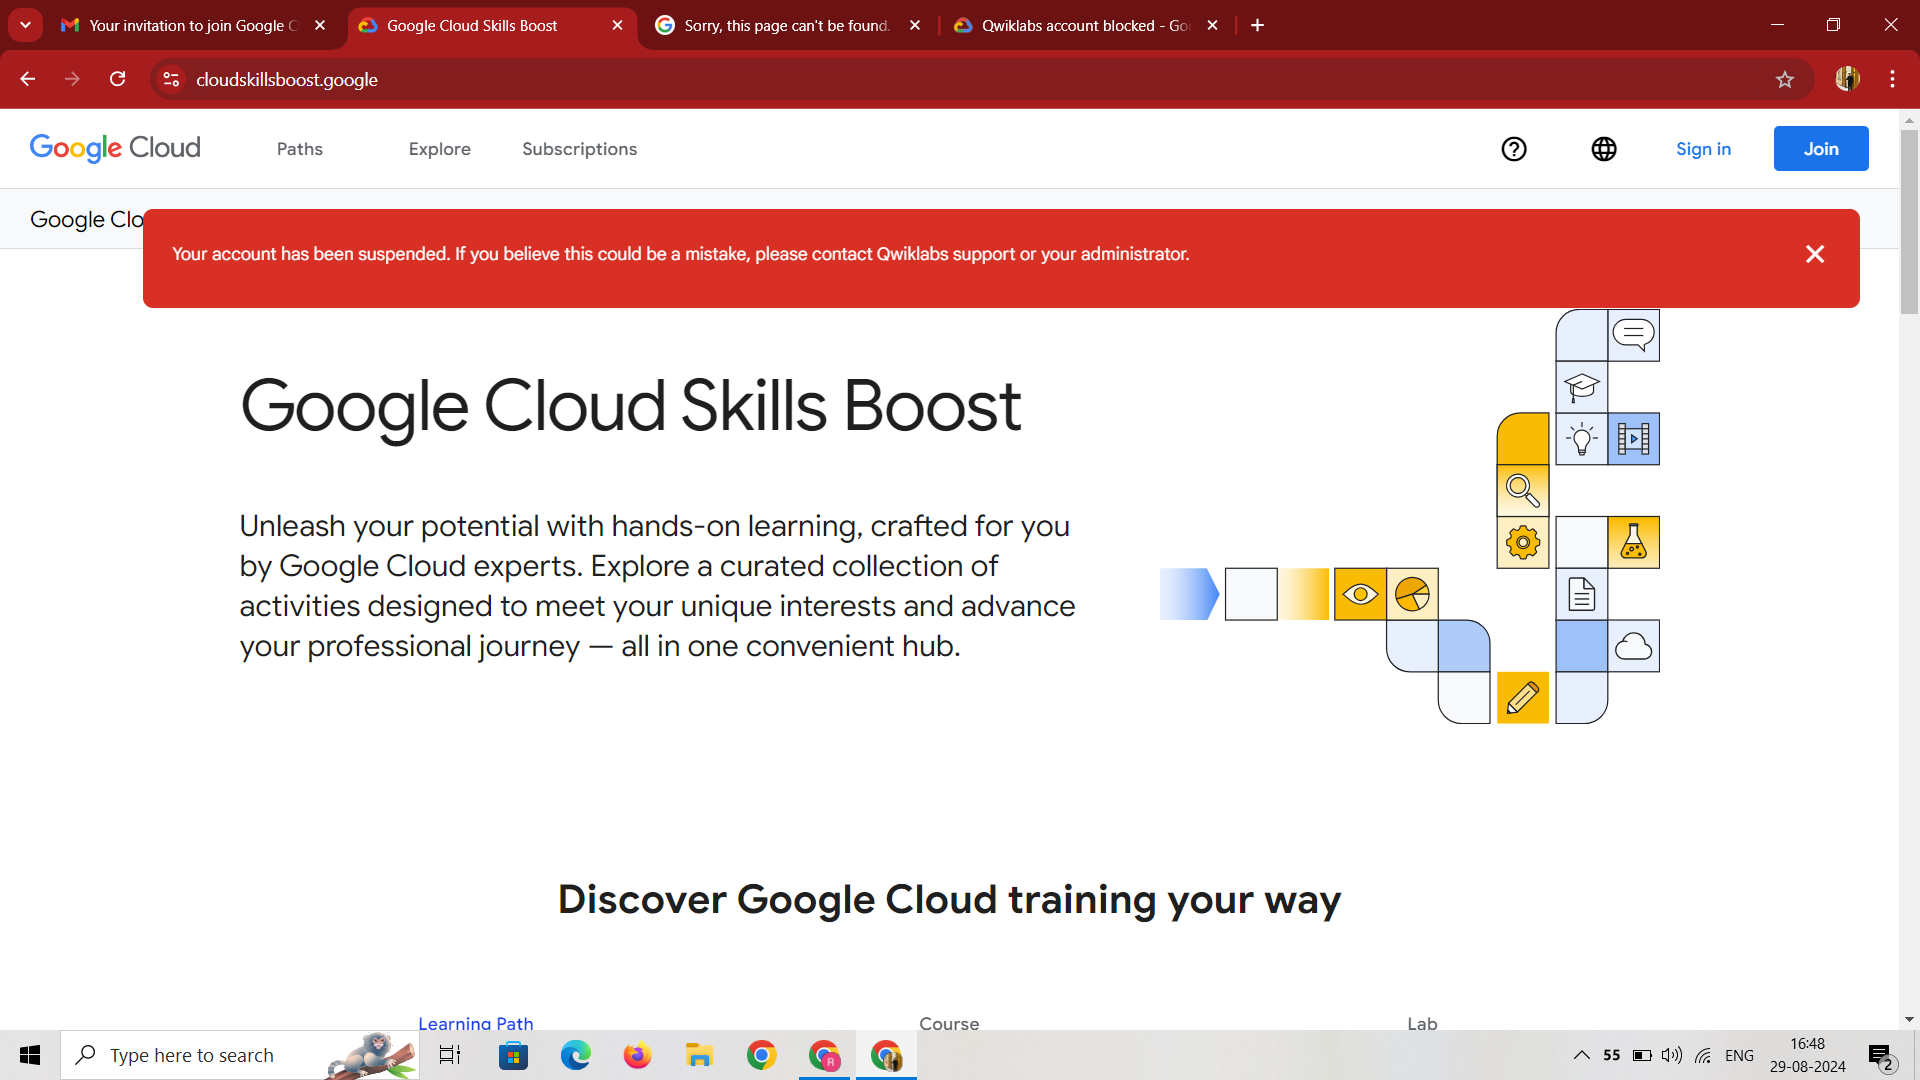 Your invitation to join Google C
Google Cloud Skills Boost
Sorry, this page can't be found.
Qwiklabs account blocked - Go
cloudskillsboost.google
Google Cloud
Paths
Explore
Subscriptions
Sign in
Join
Google Clo
Your account has been suspended. If you believe this could be a mistake, please contact Qwiklabs support or your administrator.
Google Cloud Skills Boost
Unleash your potential with hands-on learning, crafted for you
by Google Cloud experts. Explore a curated collection of
activities designed to meet your unique interests and advance
your professional journey — all in one convenient hub.
Discover Google Cloud training your way
Learning Path
Course
Lab
Type here to search
R
55
ENG
16:48
29-08-2024
2